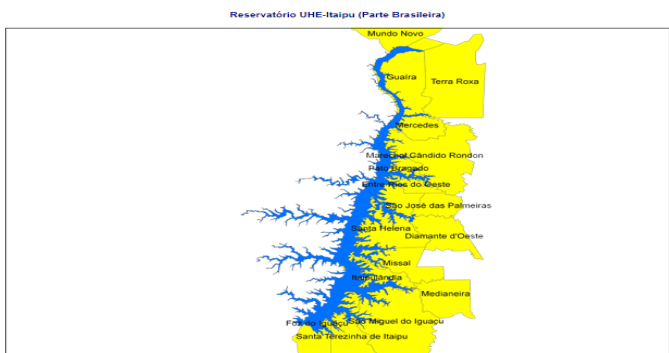 Reservatório UHE-Itaipu (Parte Brasileira)
Mundo Novo
Guaíra
Terra Roxa
Mercedes
Marechal Cândido Rondon
Pato Bragado
Entre Rios do Oeste
São José das Palmeiras
Santa Helena
Diamante d'Oeste
Missal
Itaipulândia
Medianeira
Foz do Iguaçu
São Miguel do Iguaçu
Santa Terezinha de Itaipu